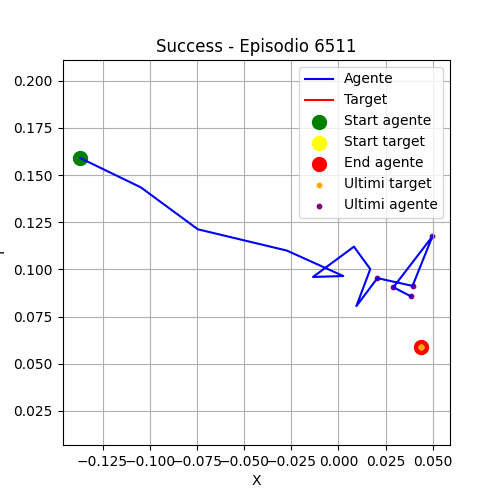 Success - Episodio 6511
Agente
Target
Start agente
Start target
End agente
Ultimi target
Ultimi agente
0.200
0.175
0.150
0.125
0.100
0.075
0.050
0.025
−0.125 −0.100 −0.075 −0.050 −0.025 0.000 0.025 0.050
X